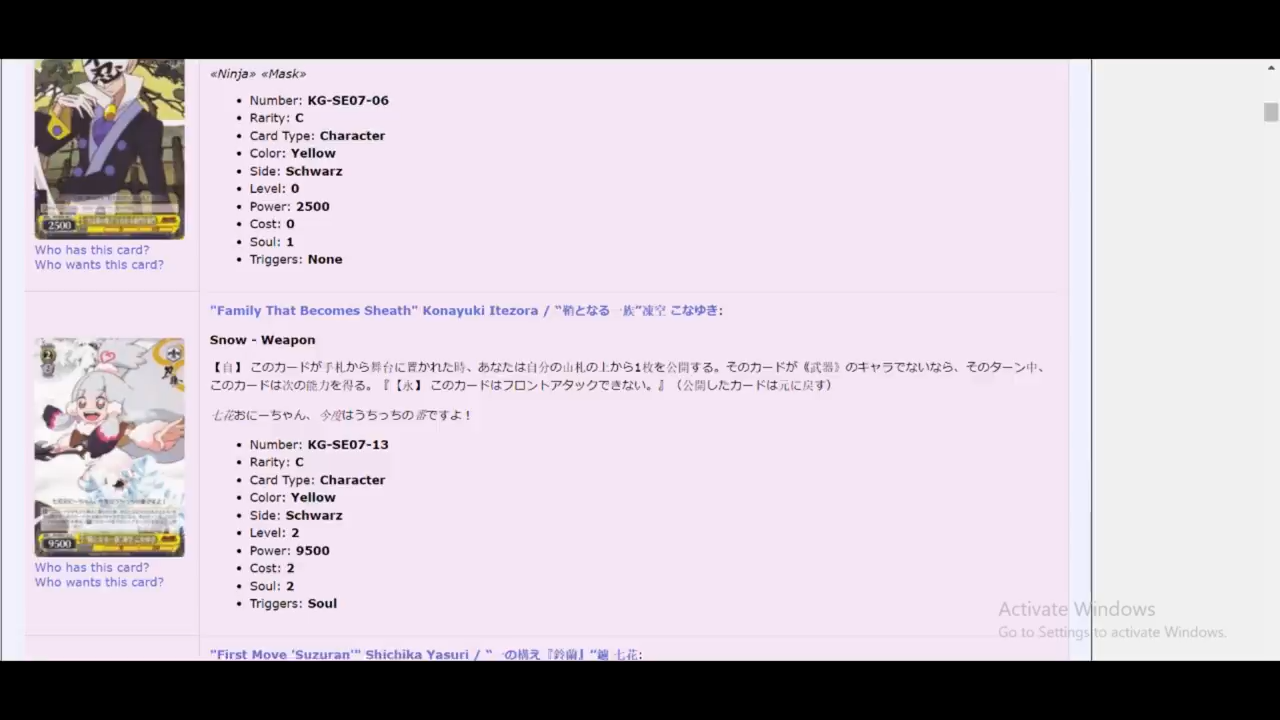 «Ninja» «Mask»
• Number: KG-SE07-06
• Rarity: C
• Card Type: Character
• Color: Yellow
• Side: Schwarz
• Level: 0
• Power: 2500
• Cost: 0
• Soul: 1
• Triggers: None
2500
Who has this card?
Who wants this card?
"Family That Becomes Sheath" Konayuki Itezora / “鞘となる一族”凍空 こなゆき:
Snow - Weapon
【自】 このカードが手札から舞台に置かれた時、あなたは自分の山札の上から1枚を公開する。そのカードが《武器》のキャラでないなら、そのターン中、
このカードは次の能力を得る。『【永】 このカードはフロントアタックできない。』（公開したカードは元に戻す）
七花おにーちゃん、今度はうちっちの番ですよ！
• Number: KG-SE07-13
• Rarity: C
• Card Type: Character
• Color: Yellow
• Side: Schwarz
• Level: 2
• Power: 9500
• Cost: 2
• Soul: 2
• Triggers: Soul
9500
Who has this card?
Who wants this card?
Activate Windows
Go to Settings to activate Windows.
"First Move 'Suzuran'" Shichika Yasuri / “一の構え『鈴蘭』”鑢 七花: